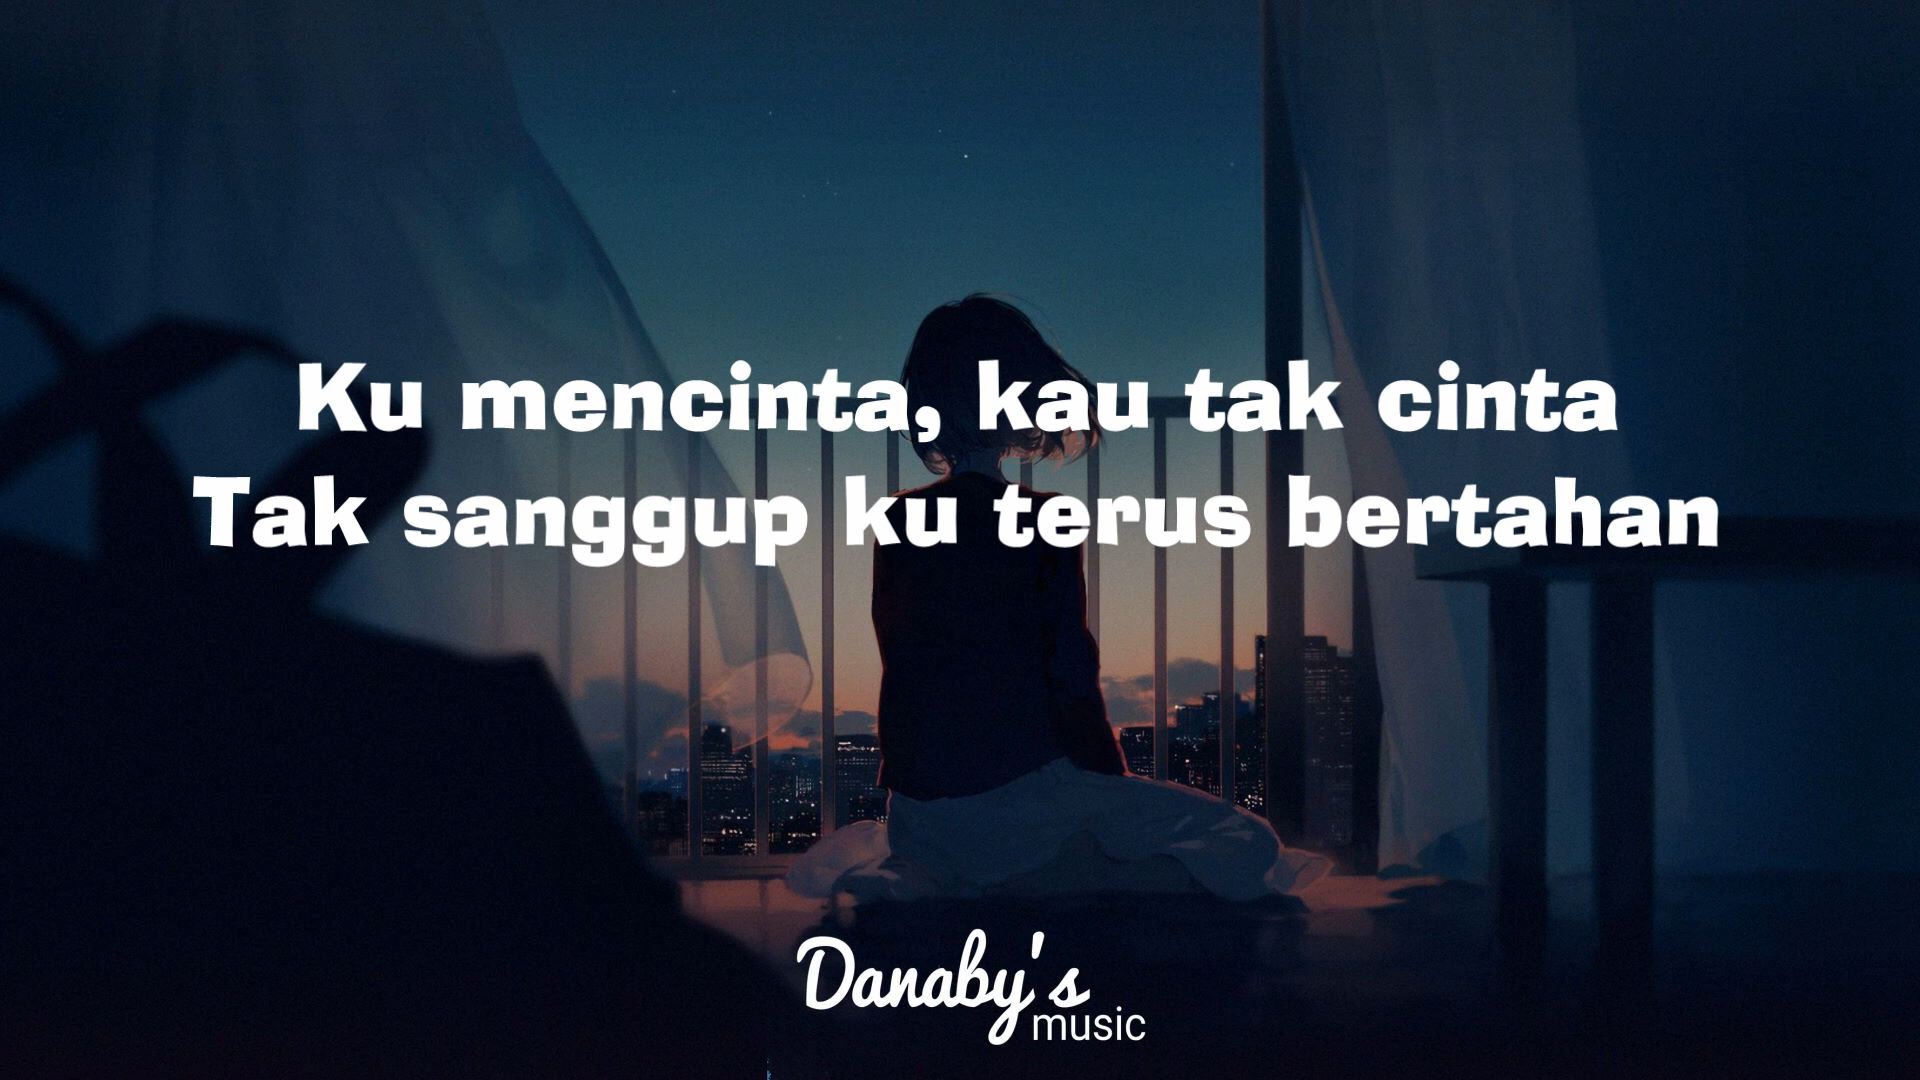 Ku mencinta, kau tak cinta
Tak sanggup ku terus bertahan
Danaby's
music